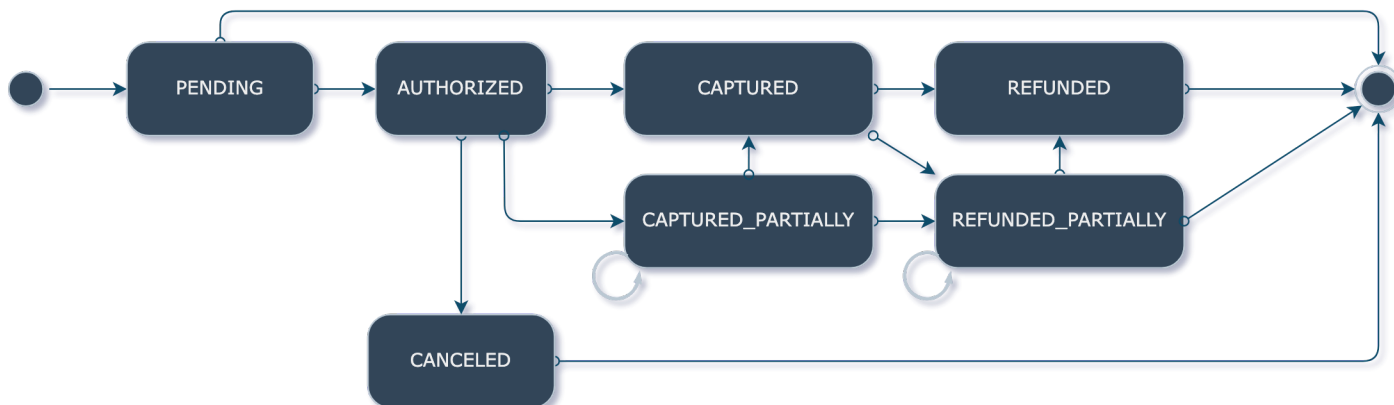 PENDING
AUTHORIZED
CAPTURED
REFUNDED
CAPTURED_PARTIALLY
REFUNDED_PARTIALLY
CANCELED